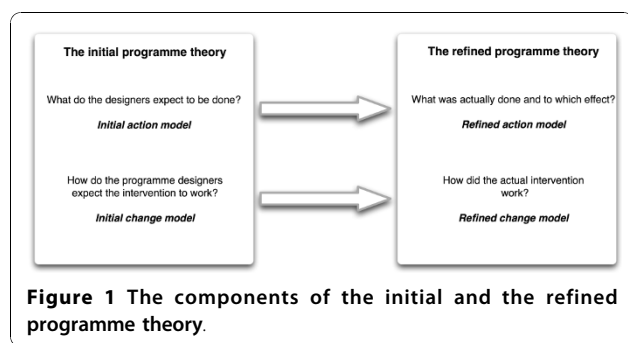 The initial programme theory
What do the designers expect to be done?
Initial action model
How do the programme designers
expect the intervention to work?
Initial change model
The refined programme theory
What was actually done and to which effect?
Refined action model
How did the actual intervention
work?
Refined change model
Figure 1 The components of the initial and the refined
programme theory.